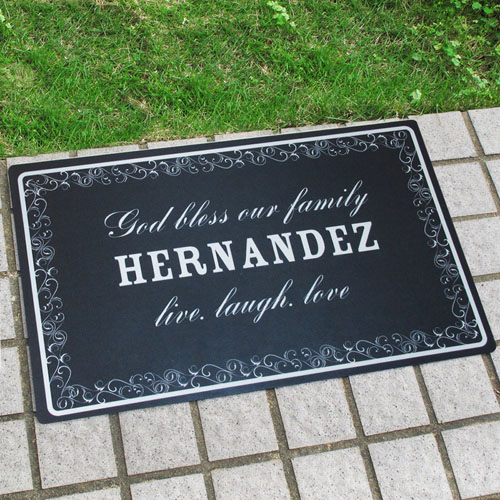 God bless our family
HERNANDEZ
live. laugh. love